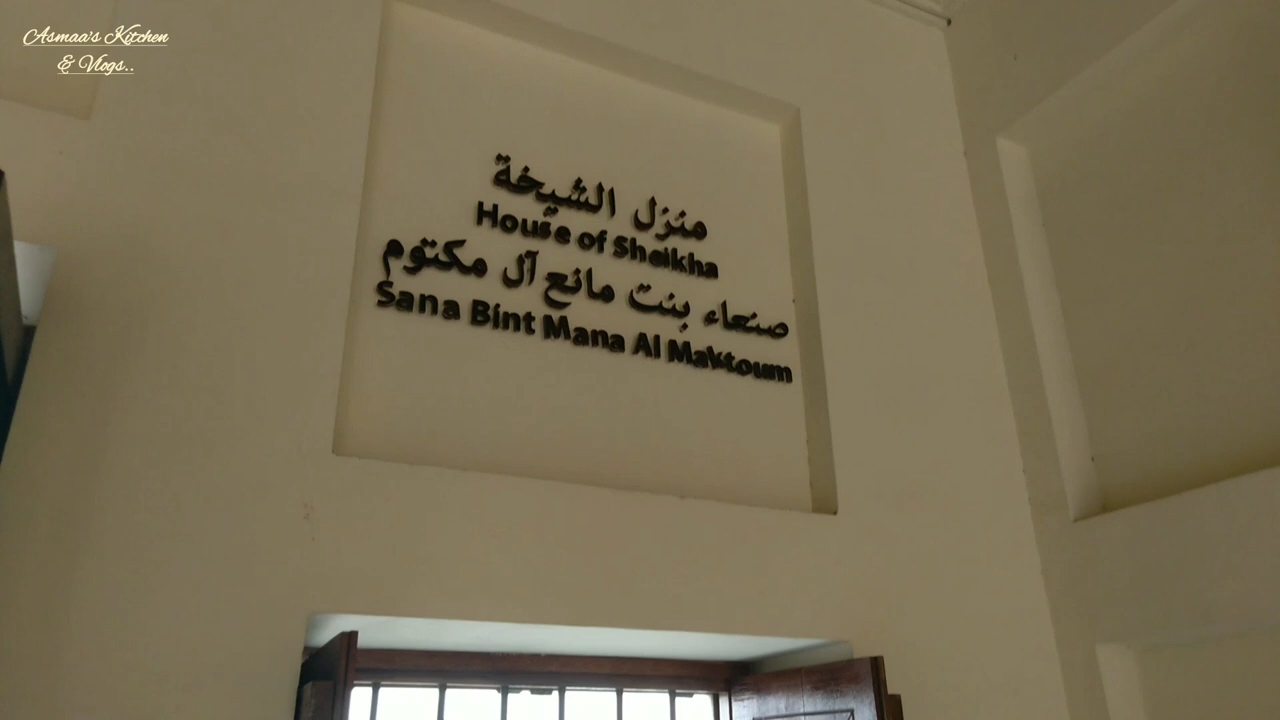 Asmaa's Kitchen
& Vlogs..
منزل الشيخة
House of Sheikha
صنعاء بنت مانع آل مكتوم
Sana Bint Mana Al Maktoum